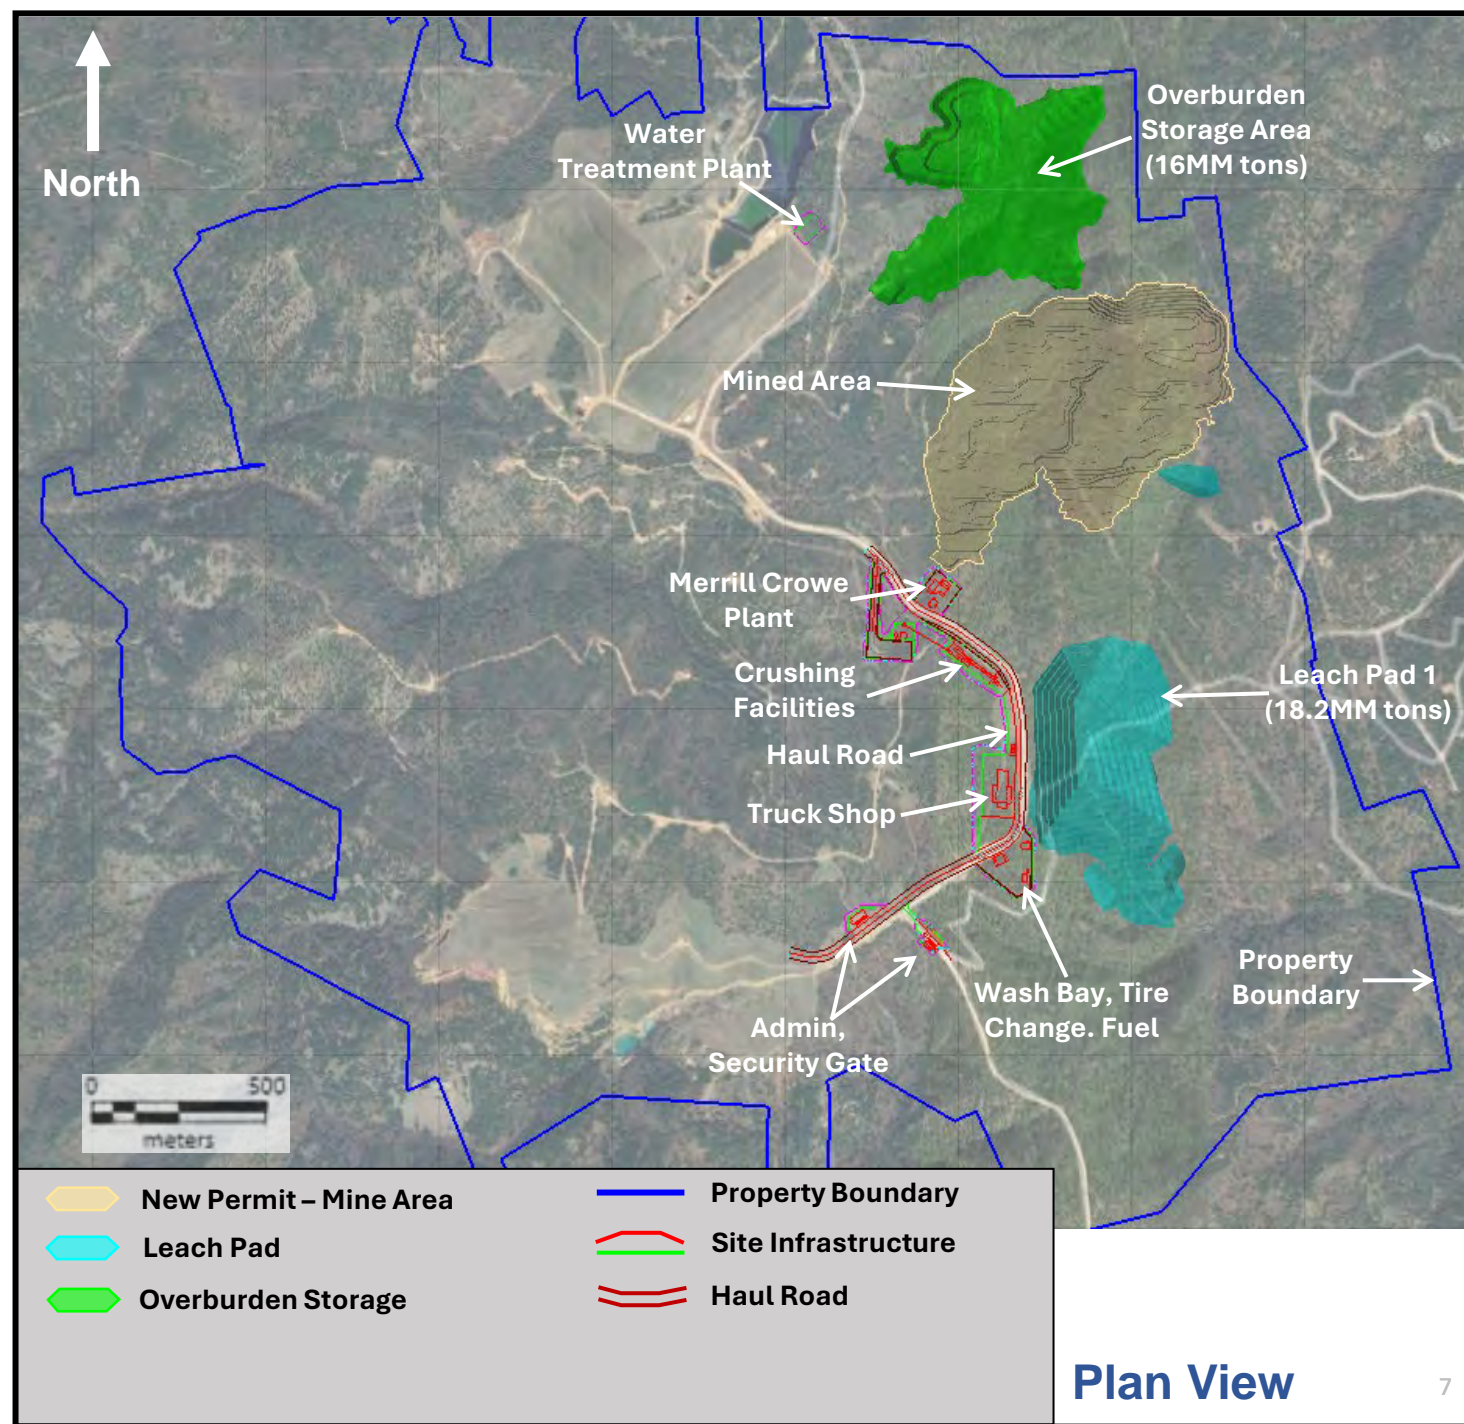 North
Water
Treatment Plant
Overburden
Storage Area
(16MM tons)
Mined Area
Merrill Crowe
Plant
Crushing
Facilities
Leach Pad 1
(18.2MM tons)
Haul Road
Truck Shop
Property
Boundary
Wash Bay, Tire
Change. Fuel
Admin,
Security Gate
0 500
meters
New Permit – Mine Area
Leach Pad
Overburden Storage
Property Boundary
Site Infrastructure
Haul Road
Plan View
7